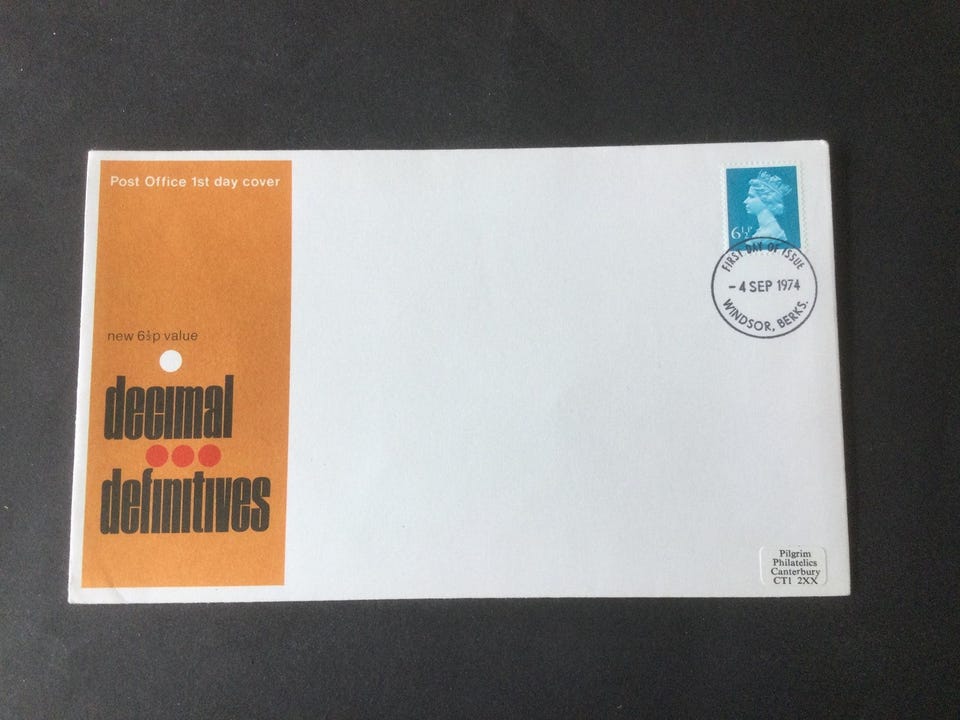 Post Office 1st day cover
new 6½p value
decimal
definitives
6½P
FIRST DAY OF ISSUE
- 4 SEP 1974
WINDSOR, BERKS.
Pilgrim
Philatelics
Canterbury
CT1 2XX